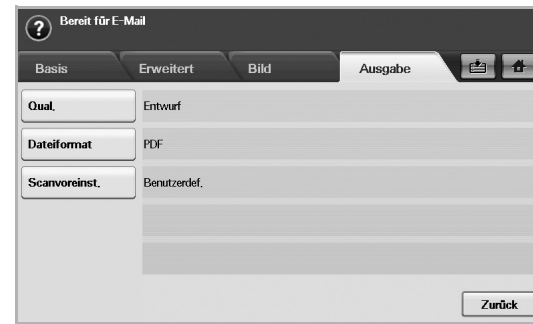 Bereit für E-Mail
Basis Erweitert Bild Ausgabe
Qual. Entwurf
Dateiformat PDF
Scanvoreinst. Benutzerdef.
Zurück